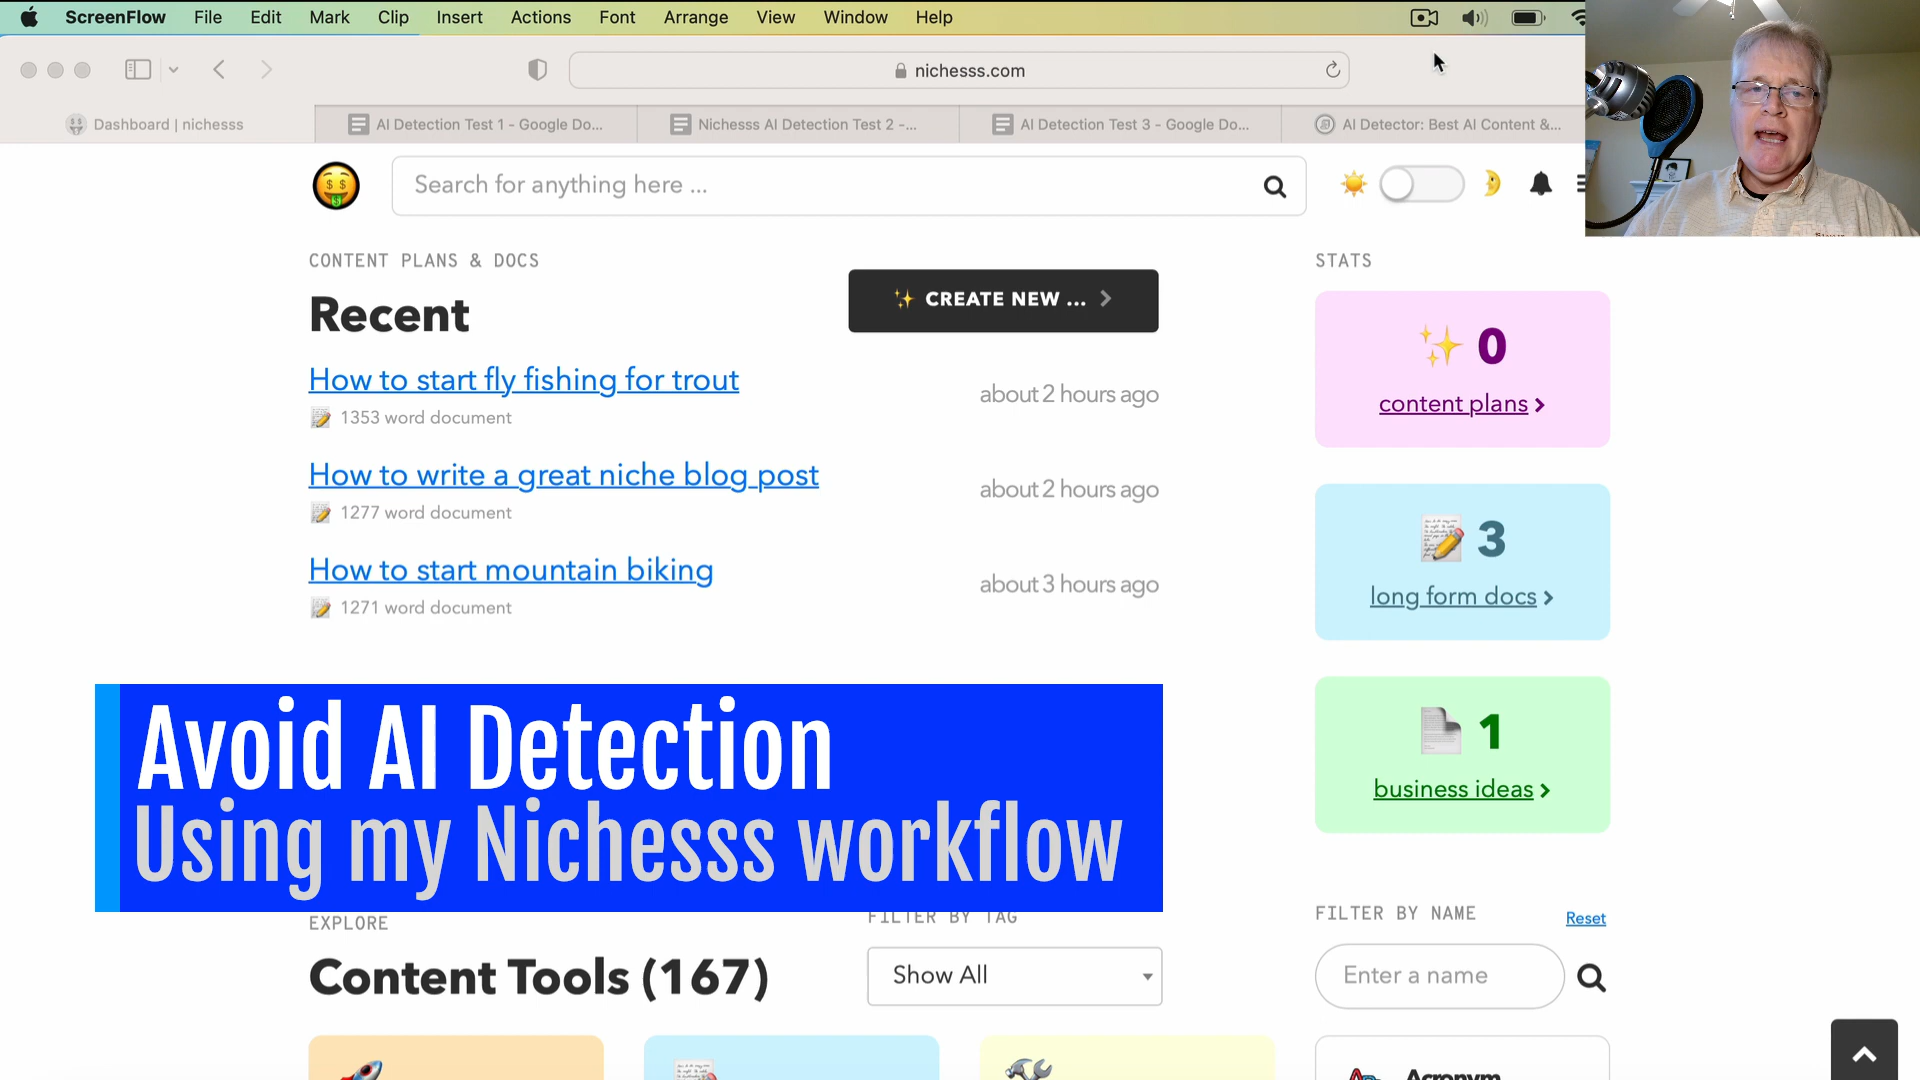 ScreenFlow File Edit Mark Clip Insert Actions Font Arrange View Window Help
nichesss.com
Dashboard | nichesss
AI Detection Test 1 - Google Do...
Nichesss AI Detection Test 2 -...
AI Detection Test 3 - Google Do...
AI Detector: Best AI Content &...
Search for anything here ...
CONTENT PLANS & DOCS
Recent
CREATE NEW ...
How to start fly fishing for trout
about 2 hours ago
1353 word document
How to write a great niche blog post
about 2 hours ago
1277 word document
How to start mountain biking
about 3 hours ago
1271 word document
STATS
0
content plans
3
long form docs
1
business ideas
Avoid AI Detection
Using my Nichesss workflow
EXPLORE
Content Tools (167)
FILTER BY TAG
Show All
FILTER BY NAME
Reset
Enter a name
Acronym